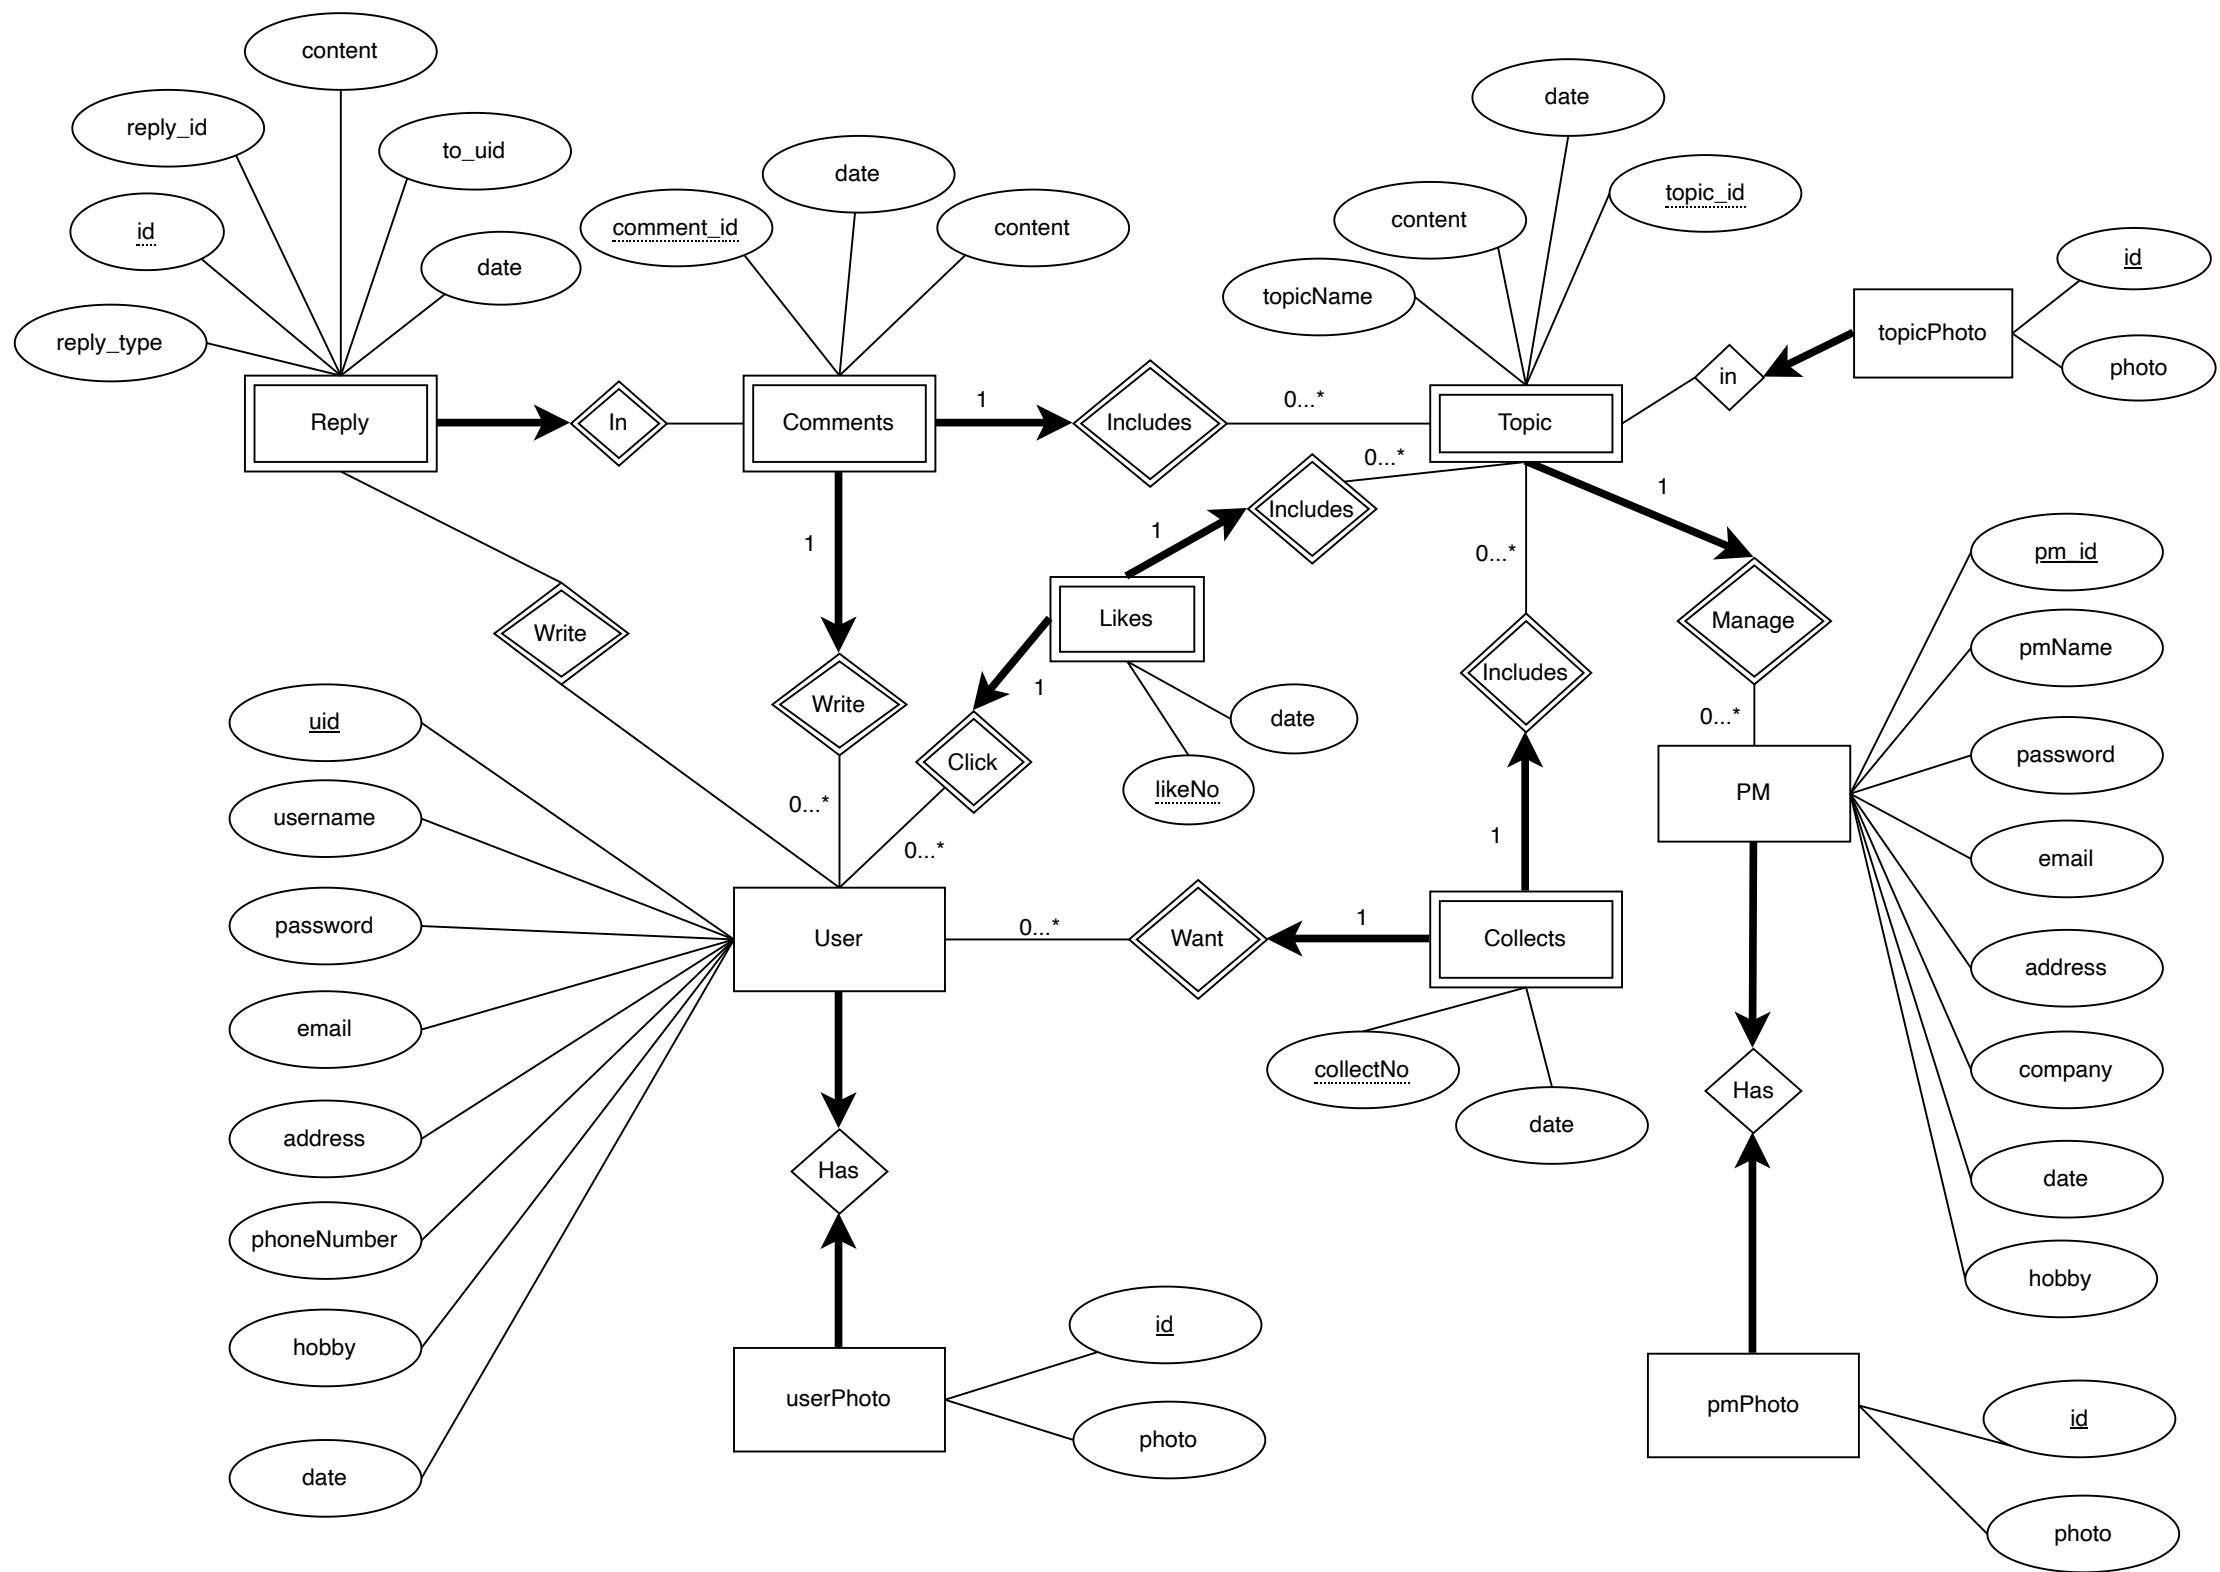 content
date
reply_id
to_uid
date
topic_id
content
comment_id
content
id
id
date
topicName
topicPhoto
reply_type
photo
in
1
0...*
Reply
In
Comments
Includes
Topic
0...*
1
Includes
1
1
0...*
pm_id
Likes
Manage
Write
pmName
Includes
1
Write
date
0...*
uid
password
Click
likeNo
PM
0...*
username
1
0...*
email
1
0...*
password
User
Want
Collects
address
email
collectNo
company
Has
date
address
Has
date
phoneNumber
hobby
id
hobby
userPhoto
pmPhoto
id
photo
date
photo